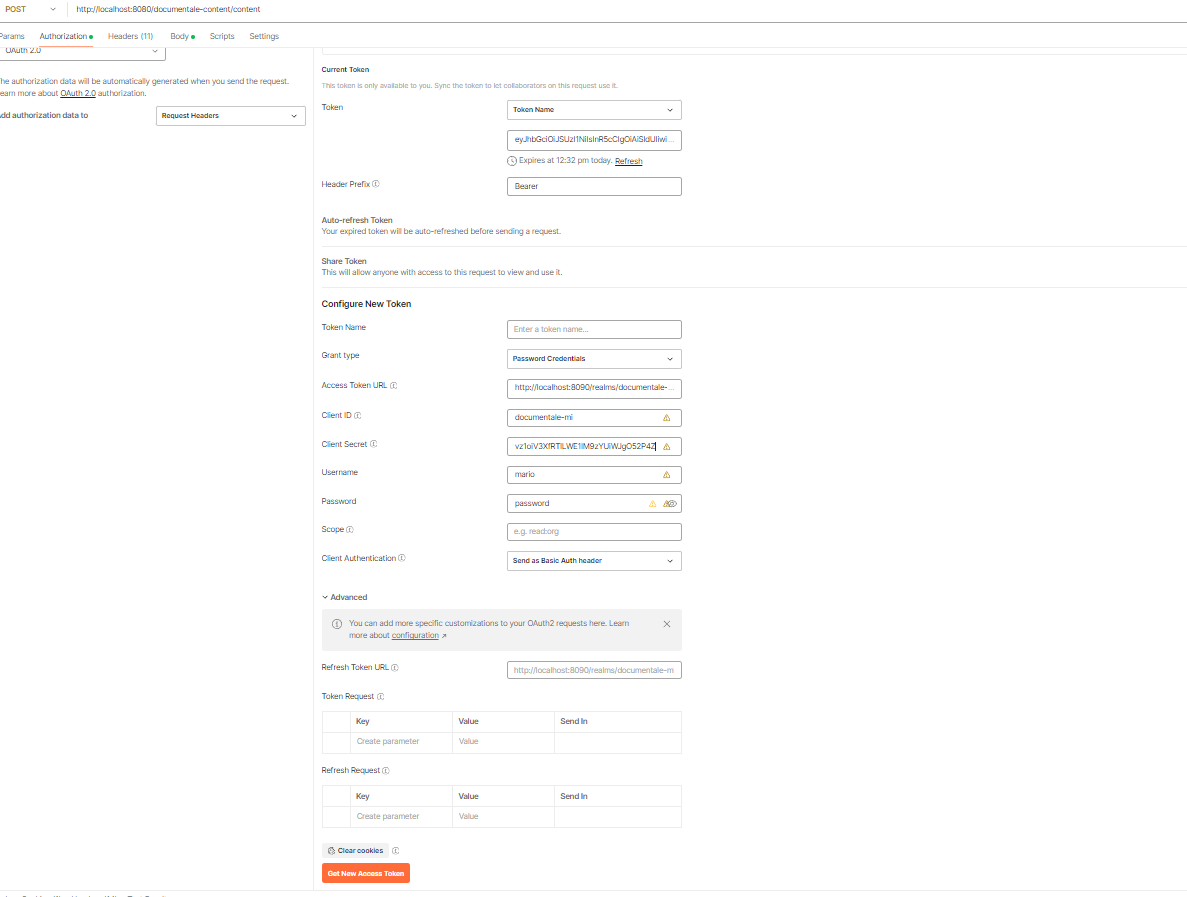 POST http://localhost:8080/documentale-content/content
Params Authorization Headers (11) Body Scripts Settings
OAuth 2.0
The authorization data will be automatically generated when you send the request.
Learn more about OAuth 2.0 authorization.
Add authorization data to Request Headers
Current Token
This token is only available to you. Sync the token to let collaborators on this request use it.
Token Token Name
Expires at 12:32 pm today. Refresh
Header Prefix Bearer
Auto-refresh Token
Your expired token will be auto-refreshed before sending a request.
Share Token
This will allow anyone with access to this request to view and use it.
Configure New Token
Token Name Enter a token name...
Grant type Password Credentials
Access Token URL http://localhost:8090/realms/documentale-...
Client ID documentale-mi
Client Secret
Username mario
Password password
Scope e.g. read:org
Client Authentication Send as Basic Auth header
Advanced
You can add more specific customizations to your OAuth2 requests here. Learn
more about configuration ↗
Refresh Token URL http://localhost:8090/realms/documentale-m
Token Request
Key Value Send In
Create parameter Value
Refresh Request
Key Value Send In
Create parameter Value
Clear cookies
Get New Access Token